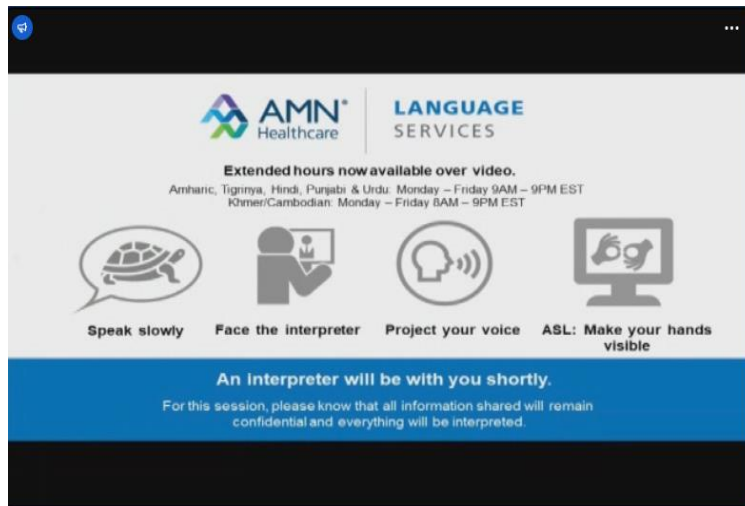 AMN
Healthcare
LANGUAGE
SERVICES
Extended hours now available over video.
Amharic, Tigrinya, Hindi, Punjabi & Urdu: Monday – Friday 9AM – 9PM EST
Khmer/Cambodian: Monday – Friday 8AM – 9PM EST
Speak slowly
Face the interpreter
Project your voice
ASL: Make your hands
visible
An interpreter will be with you shortly.
For this session, please know that all information shared will remain
confidential and everything will be interpreted.